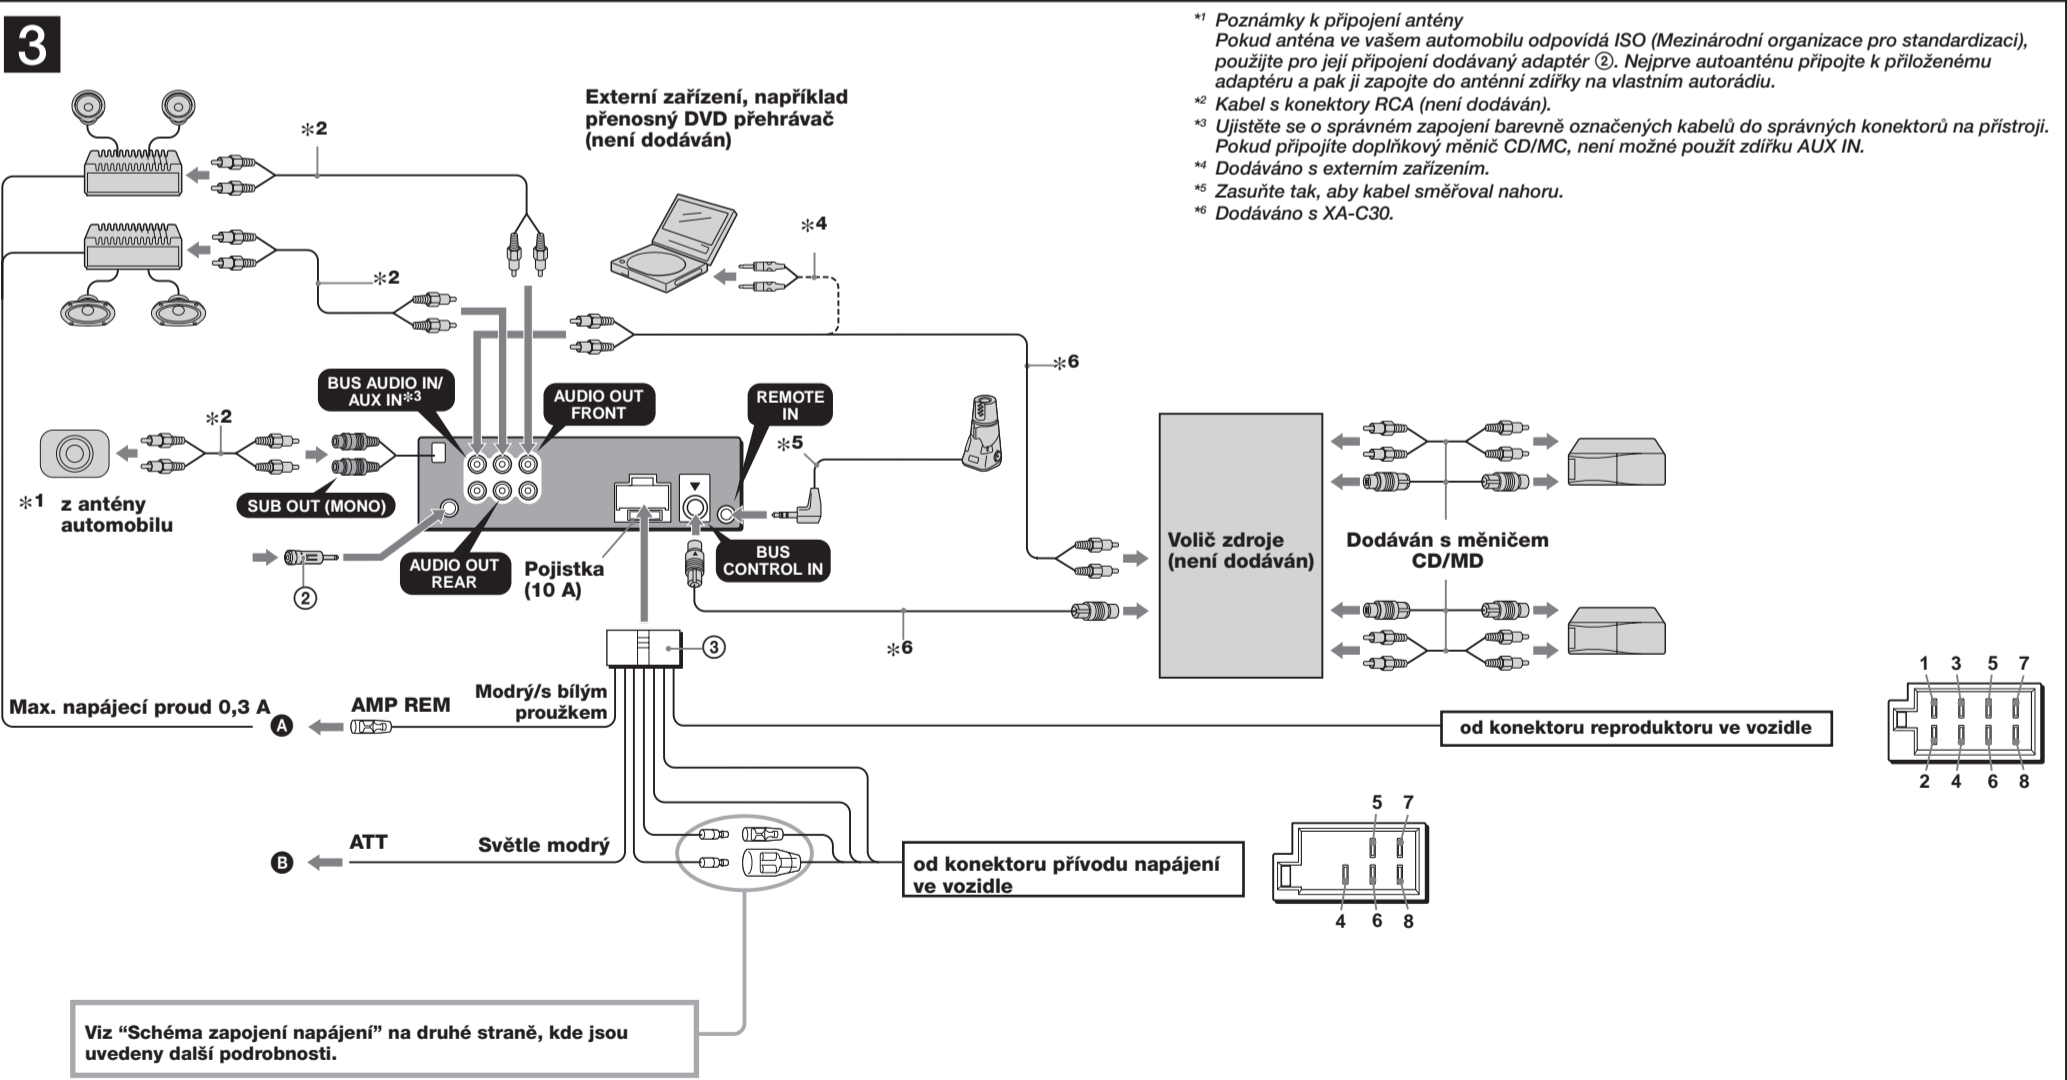 3
*1 Poznámky k připojení antény
Pokud anténa ve vašem automobilu odpovídá ISO (Mezinárodní organizace pro standardizaci),
použijte pro její připojení dodávaný adaptér ②. Nejprve autoanténu připojte k přiloženému
adaptéru a pak ji zapojte do anténní zdířky na vlastním autorádiu.
*2 Kabel s konektory RCA (není dodáván).
*3 Ujistěte se o správném zapojení barevně označených kabelů do správných konektorů na přístroji.
Pokud připojíte doplňkový měnič CD/MC, není možné použít zdířku AUX IN.
*4 Dodáváno s externím zařízením.
*5 Zasuňte tak, aby kabel směřoval nahoru.
*6 Dodáváno s XA-C30.
Externí zařízení, například
přenosný DVD přehrávač
(není dodáván)
*2
*4
*2
*6
BUS AUDIO IN/
AUX IN*3
AUDIO OUT
FRONT
REMOTE
IN
*2
*5
*1 z antény
automobilu
SUB OUT (MONO)
AUDIO OUT
REAR
Pojistka
(10 A)
BUS
CONTROL IN
②
Volič zdroje
(není dodáván)
Dodáván s měničem
CD/MD
*6
③
Max. napájecí proud 0,3 A
A
AMP REM
Modrý/s bílým
proužkem
od konektoru reproduktoru ve vozidle
1 3 5 7
2 4 6 8
B
ATT
Světle modrý
od konektoru přívodu napájení
ve vozidle
5 7
4 6 8
Viz “Schéma zapojení napájení” na druhé straně, kde jsou
uvedeny další podrobnosti.